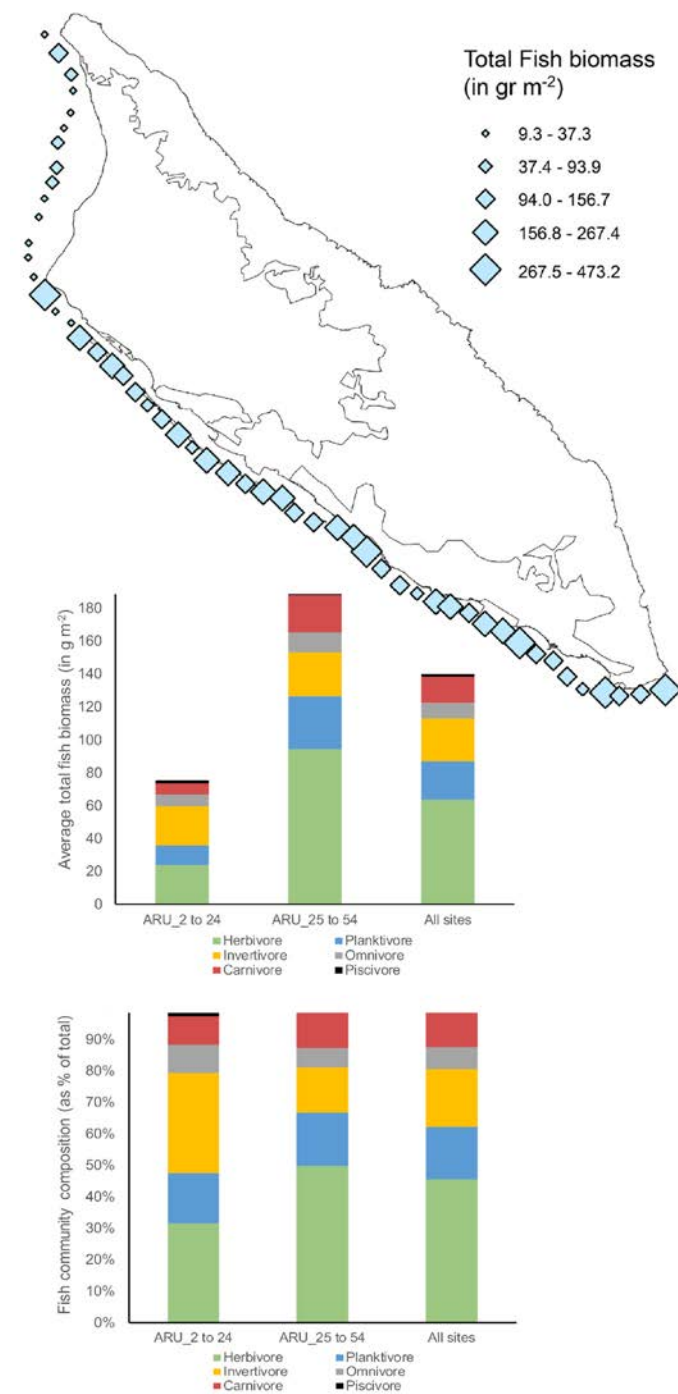 Total Fish biomass
(in gr m-2)
9.3 - 37.3
37.4 - 93.9
94.0 - 156.7
156.8 - 267.4
267.5 - 473.2
Average total fish biomass (in g m-2)
180
160
140
120
100
80
60
40
20
0
ARU_2 to 24 ARU_25 to 54 All sites
Herbivore Planktivore
Invertivore Omnivore
Carnivore Piscivore
Fish community composition (as % of total)
90%
80%
70%
60%
50%
40%
30%
20%
10%
0%
ARU_2 to 24 ARU_25 to 54 All sites
Herbivore Planktivore
Invertivore Omnivore
Carnivore Piscivore